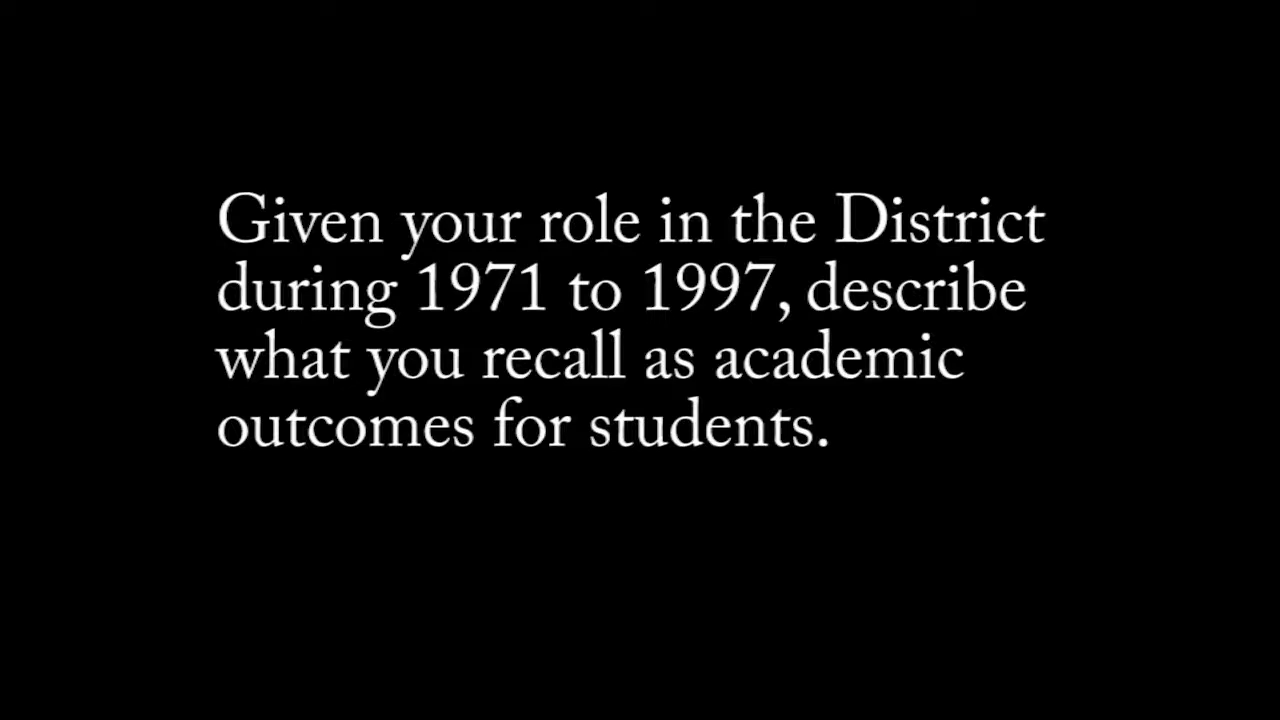 Given your role in the District
during 1971 to 1997, describe
what you recall as academic
outcomes for students.